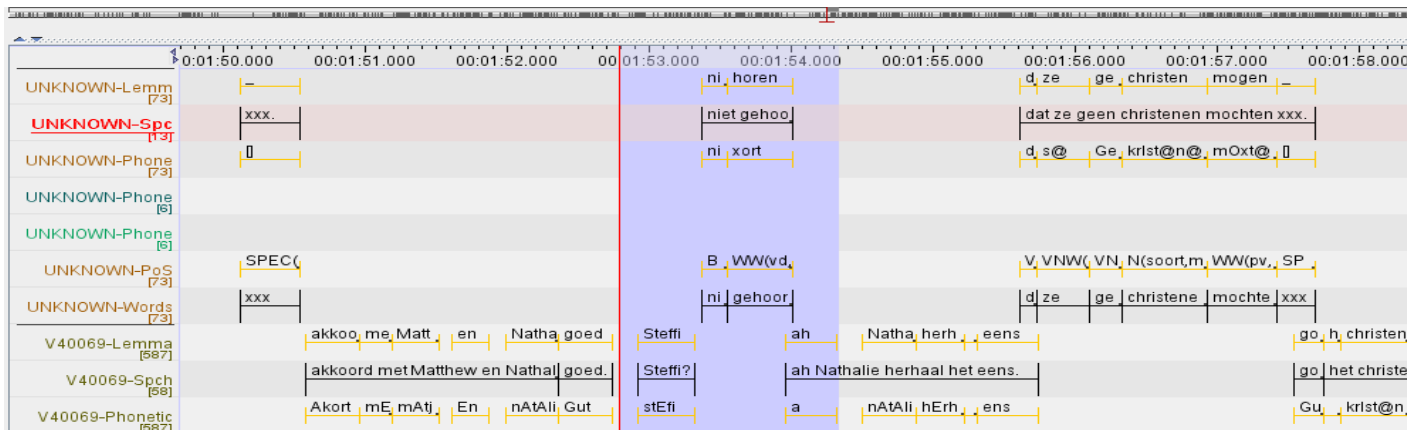 0:01:50.000 00:01:51.000 00:01:52.000 00:01:53.000 00:01:54.000 00:01:55.000 00:01:56.000 00:01:57.000 00:01:58.000
UNKNOWN-Lemm [73] _ ni horen d ze ge christen mogen _
UNKNOWN-Spc [13] xxx. niet gehoo dat ze geen christenen mochten xxx.
UNKNOWN-Phone [73] [] ni xort d s@ Ge krIst@n@ mOxt@ []
UNKNOWN-Phone [6]
UNKNOWN-Phone [6]
UNKNOWN-PoS [73] SPEC( B WW(vd, V VNW( VN N(soort,m WW(pv, SP
UNKNOWN-Words [73] xxx ni gehoor d ze ge christene mochte xxx
V40069-Lemma [587] akkoo me Matt en Natha goed Steffi ah Natha herh eens go h christen
V40069-Spch [58] akkoord met Matthew en Nathal goed. Steffi? ah Nathalie herhaal het eens. go het christe
V40069-Phonetic [587] Akort mE mAtj En nAtAli Gut stEfi a nAtAli hErh ens Gu krIst@n